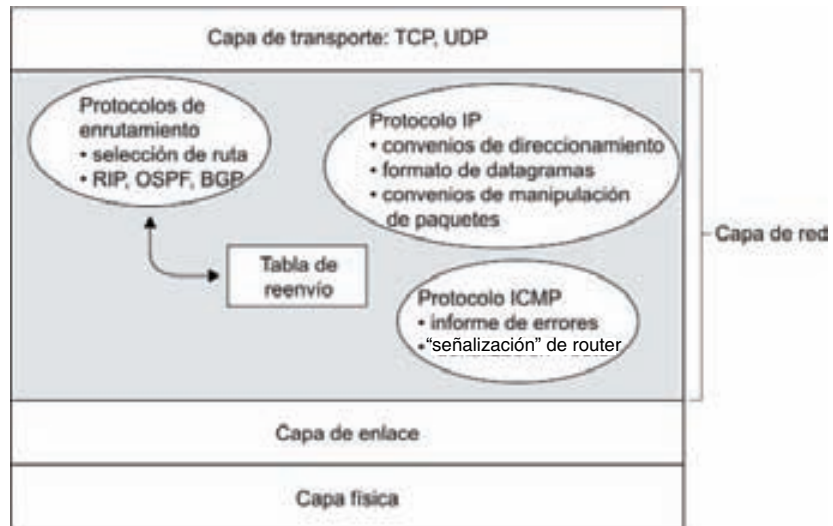 Capa de transporte: TCP, UDP
Protocolos de
enrutamiento
• selección de ruta
• RIP, OSPF, BGP
Protocolo IP
• convenios de direccionamiento
• formato de datagramas
• convenios de manipulación
de paquetes
Capa de red
Tabla de
reenvío
Protocolo ICMP
• informe de errores
• “señalización” de router
Capa de enlace
Capa física